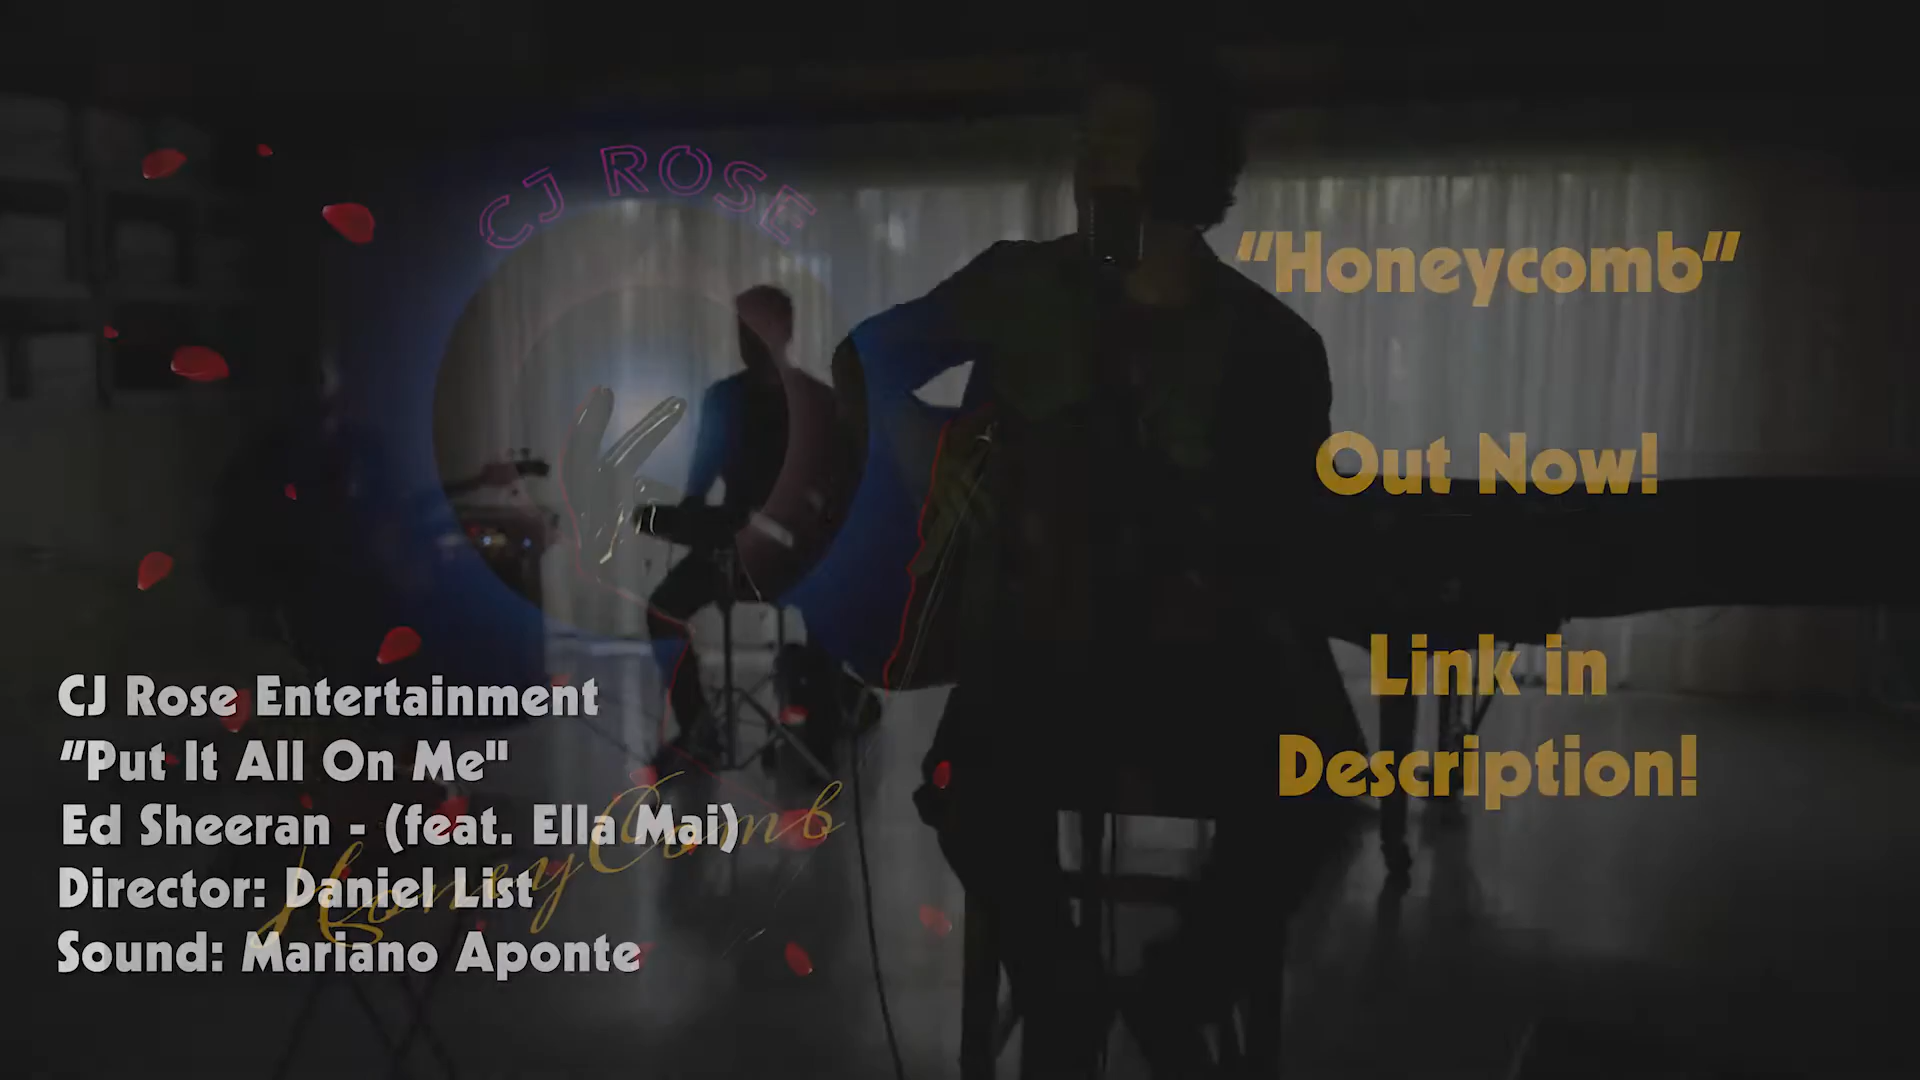 CJ ROSE
“Honeycomb”
Out Now!
Link in
Description!
CJ Rose Entertainment
“Put It All On Me"
Ed Sheeran - (feat. Ella Mai)
Director: Daniel List
Sound: Mariano Aponte
HoneyComb